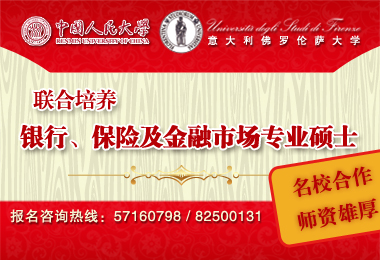 中国人民大学
RENMIN UNIVERSITY OF CHINA
Università degli Studi di Firenze
意大利佛罗伦萨大学
联合培养
银行、保险及金融市场专业硕士
名校合作
师资雄厚
报名咨询热线：57160798 / 82500131